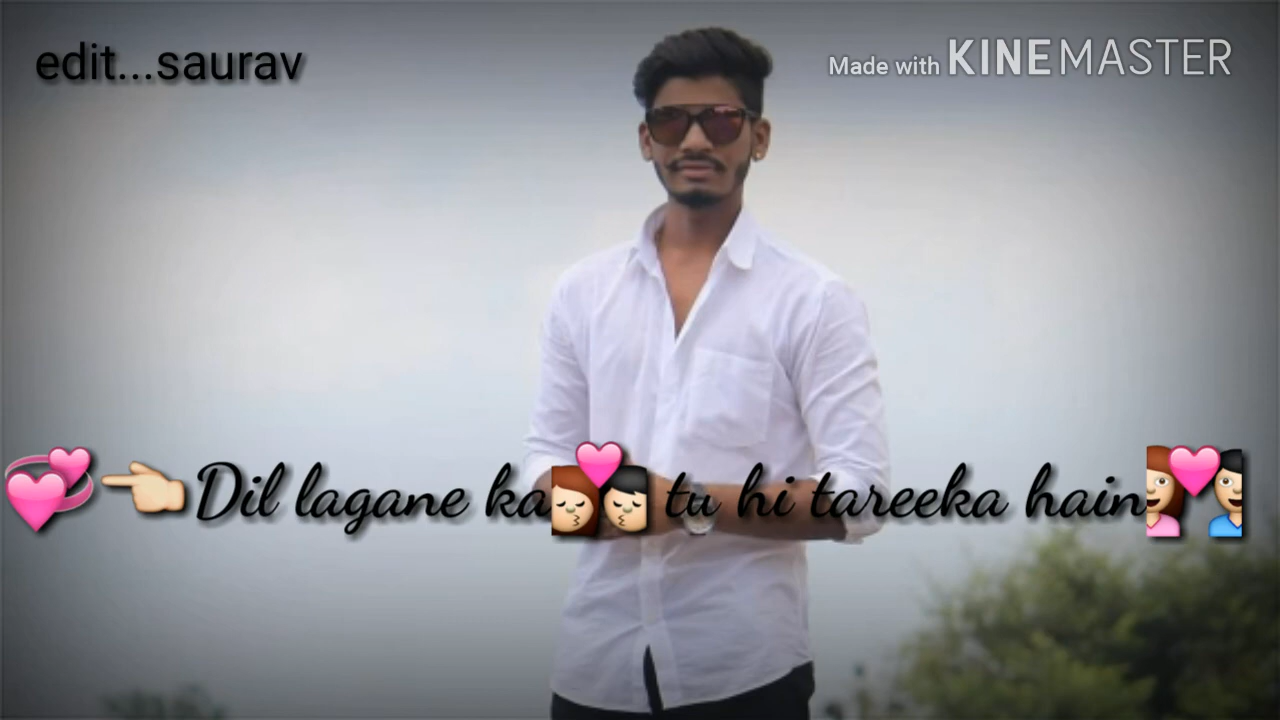 edit...saurav
Made with KINEMASTER
💞👈Dil lagane ka💏 tu hi tareeka hain💑